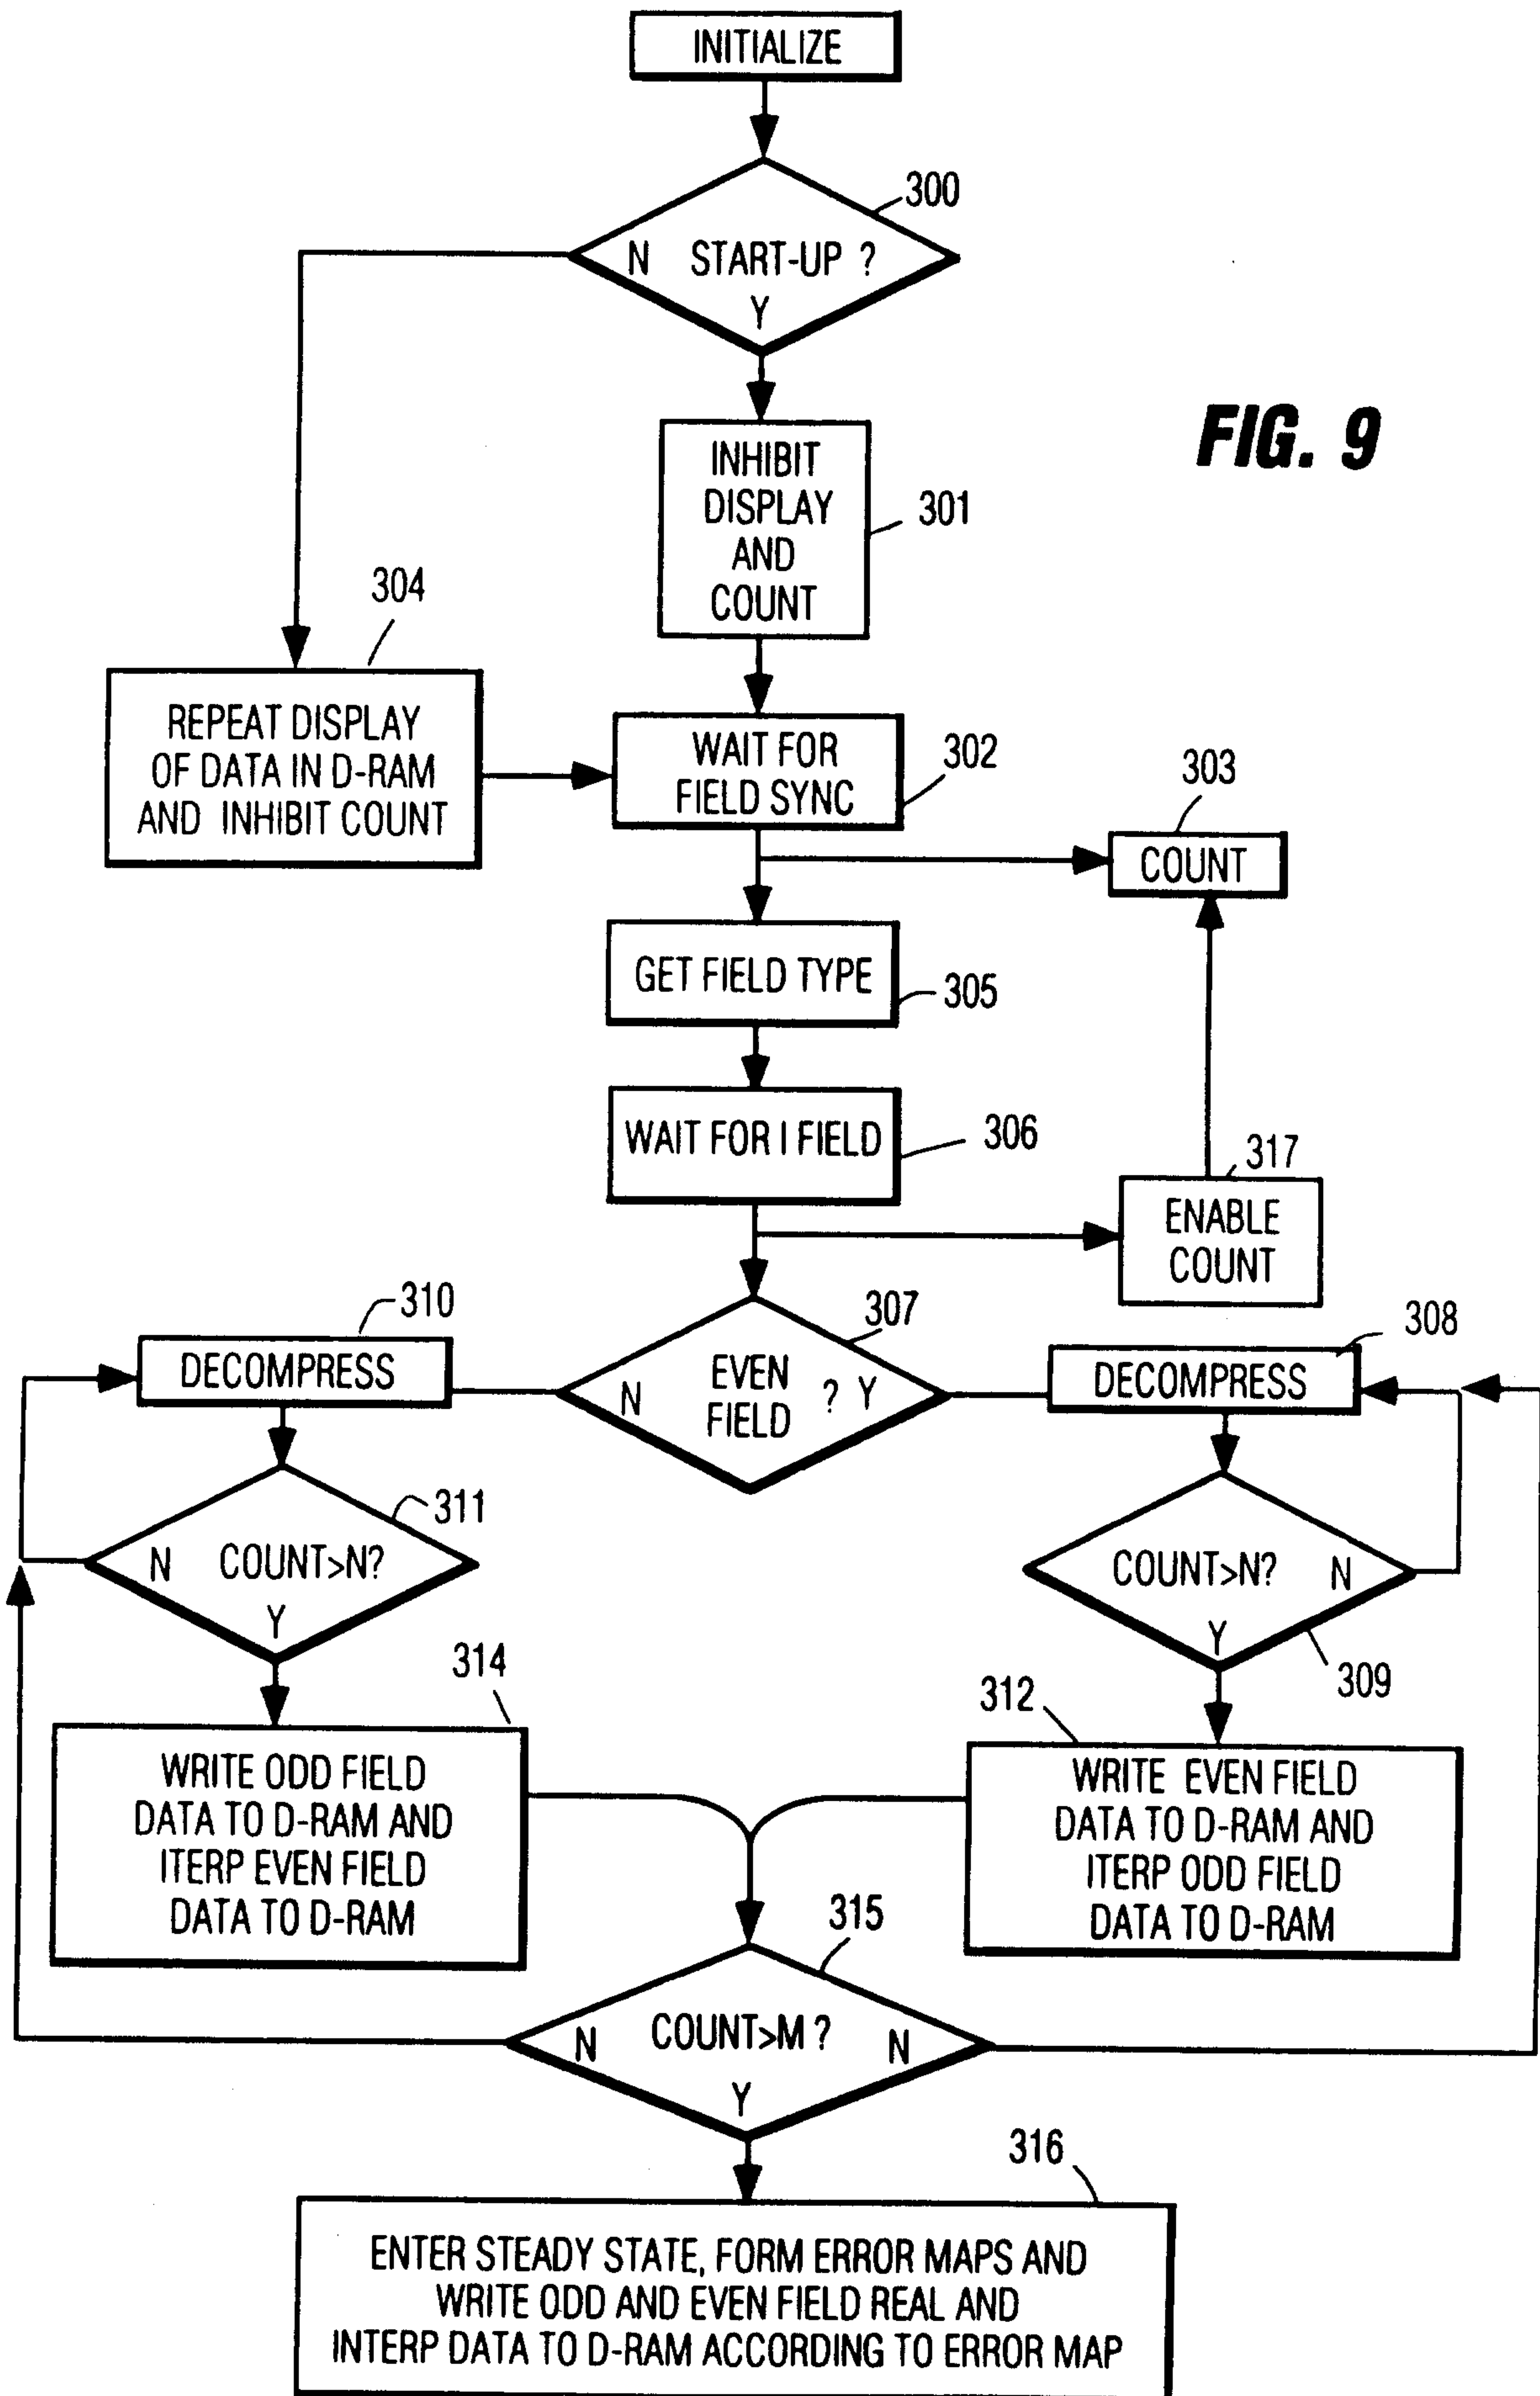 INITIALIZE
300
N START-UP ?
Y
FIG. 9
INHIBIT
DISPLAY
AND
COUNT
301
304
REPEAT DISPLAY
OF DATA IN D-RAM
AND INHIBIT COUNT
WAIT FOR
FIELD SYNC
302
303
COUNT
GET FIELD TYPE
305
WAIT FOR I FIELD
306
317
ENABLE
COUNT
310
DECOMPRESS
307
N EVEN
FIELD ? Y
308
DECOMPRESS
311
N COUNT>N?
Y
COUNT>N? N
Y
309
314
WRITE ODD FIELD
DATA TO D-RAM AND
ITERP EVEN FIELD
DATA TO D-RAM
312
WRITE EVEN FIELD
DATA TO D-RAM AND
ITERP ODD FIELD
DATA TO D-RAM
315
N COUNT>M ? N
Y
316
ENTER STEADY STATE, FORM ERROR MAPS AND
WRITE ODD AND EVEN FIELD REAL AND
INTERP DATA TO D-RAM ACCORDING TO ERROR MAP